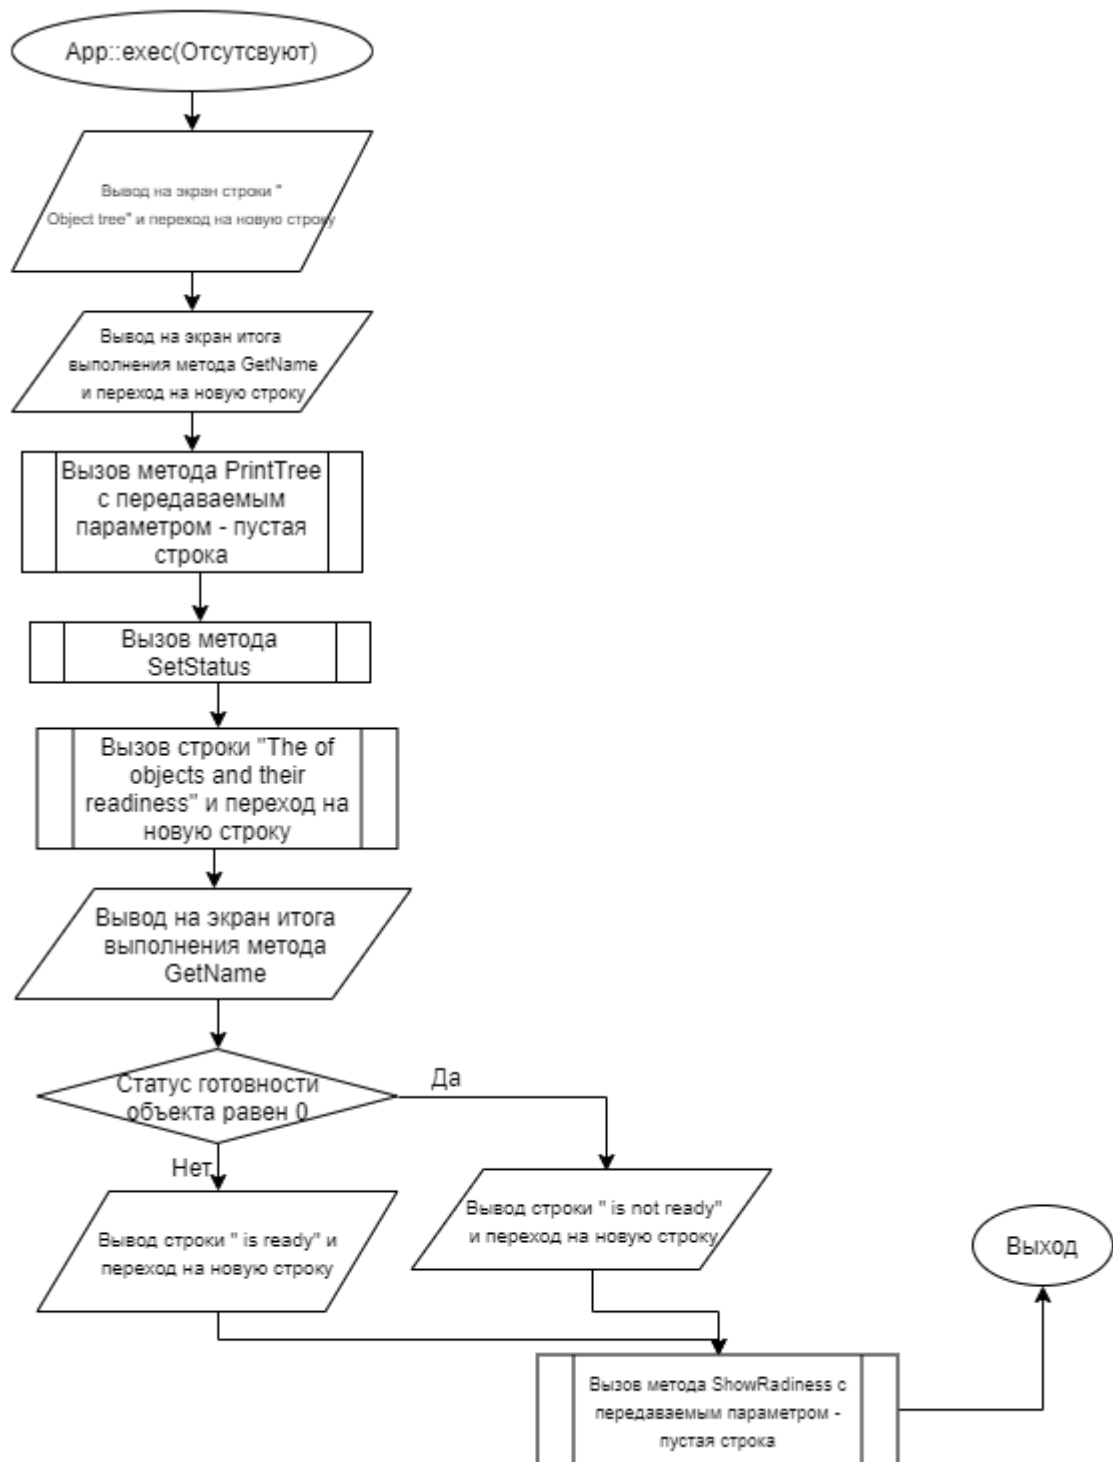 App::exec(Отсутсвуют)
Вывод на экран строки "
Object tree" и переход на новую строку
Вывод на экран итога
выполнения метода GetName
и переход на новую строку
Вызов метода PrintTree
с передаваемым
параметром - пустая
строка
Вызов метода
SetStatus
Вызов строки "The of
objects and their
readiness" и переход на
новую строку
Вывод на экран итога
выполнения метода
GetName
Статус готовности
объекта равен 0
Да
Нет
Вывод строки " is not ready"
и переход на новую строку
Вывод строки " is ready" и
переход на новую строку
Выход
Вызов метода ShowRadiness с
передаваемым параметром -
пустая строка